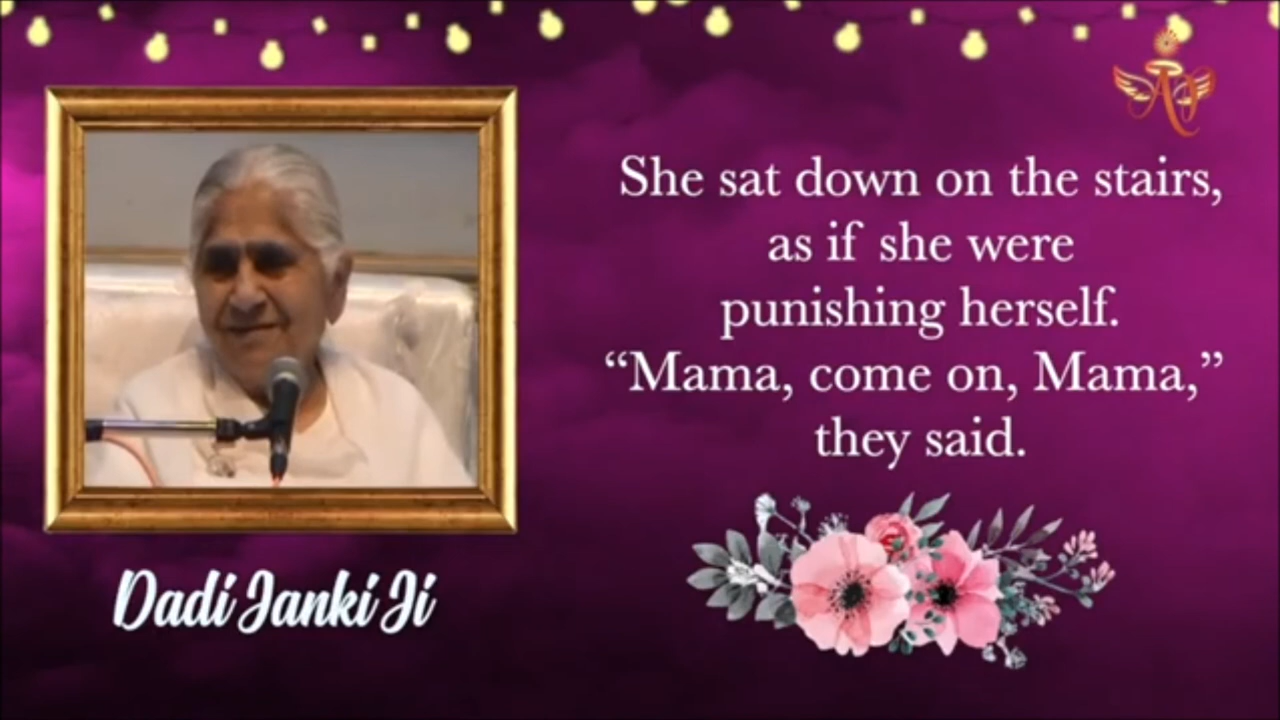 She sat down on the stairs,
as if she were
punishing herself.
“Mama, come on, Mama,”
they said.
Dadi Janki Ji